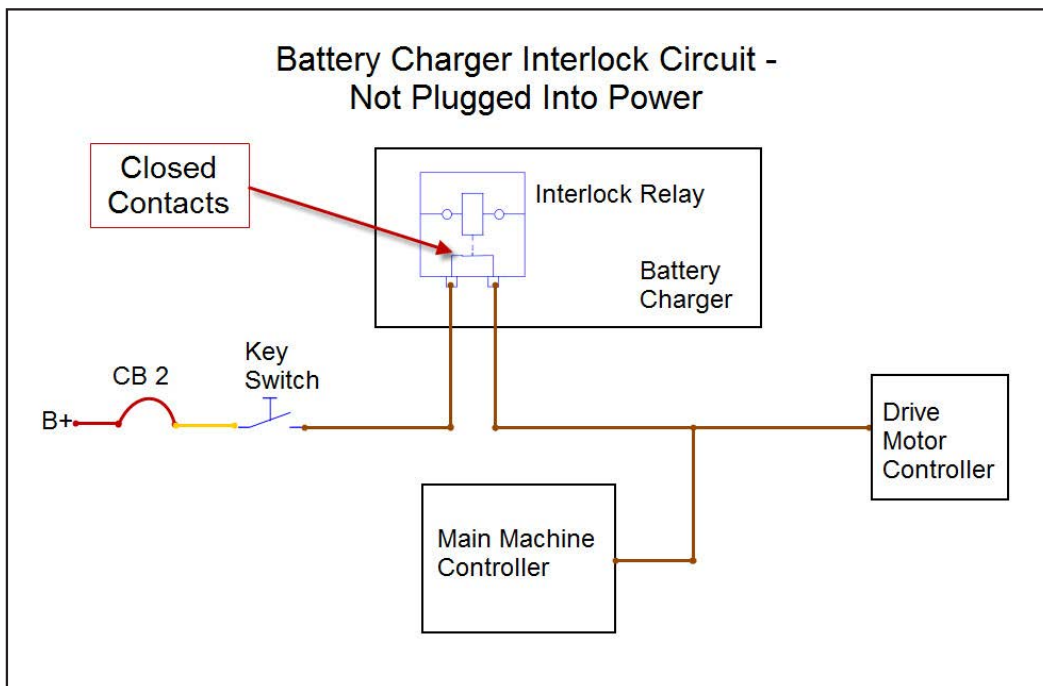 Battery Charger Interlock Circuit -
Not Plugged Into Power
Closed
Contacts
Interlock Relay
Battery
Charger
Key
Switch
CB 2
B+
Drive
Motor
Controller
Main Machine
Controller